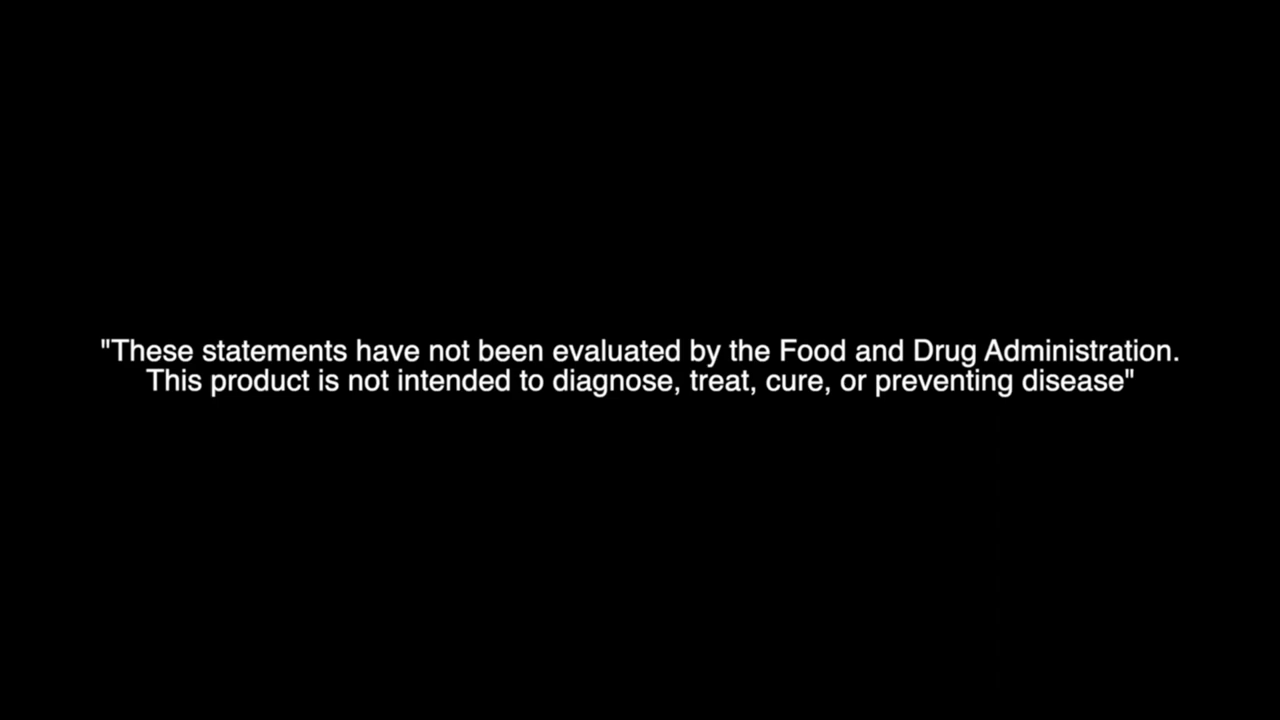 "These statements have not been evaluated by the Food and Drug Administration.
This product is not intended to diagnose, treat, cure, or preventing disease"